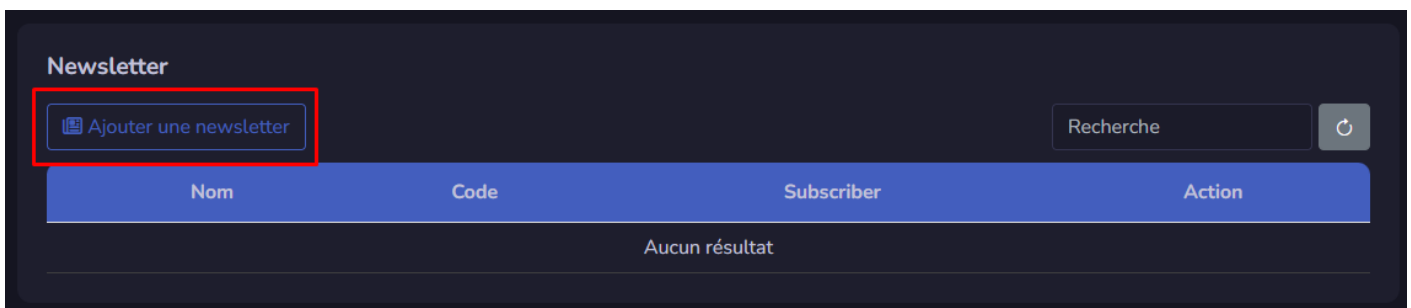 Newsletter
Ajouter une newsletter Recherche
Nom Code Subscriber Action
Aucun résultat